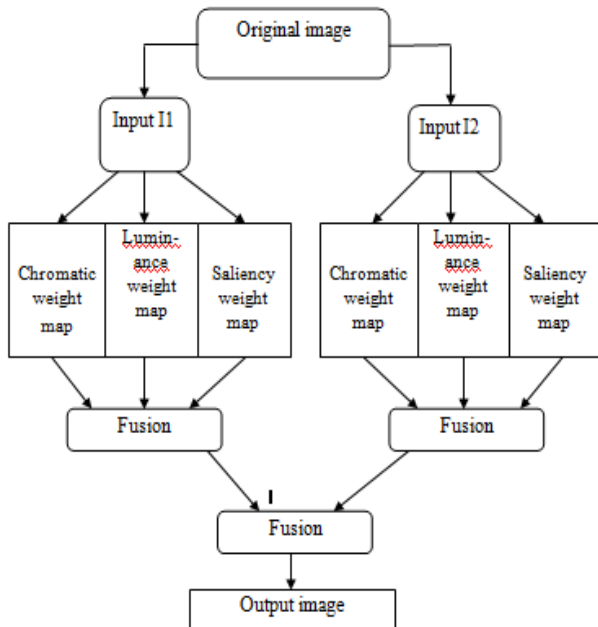 Original image
Input I1
Input I2
Chromatic
weight
map
Lumin-
ance
weight
map
Saliency
weight
map
Chromatic
weight
map
Lumin-
ance
weight
map
Saliency
weight
map
Fusion
Fusion
Fusion
Output image